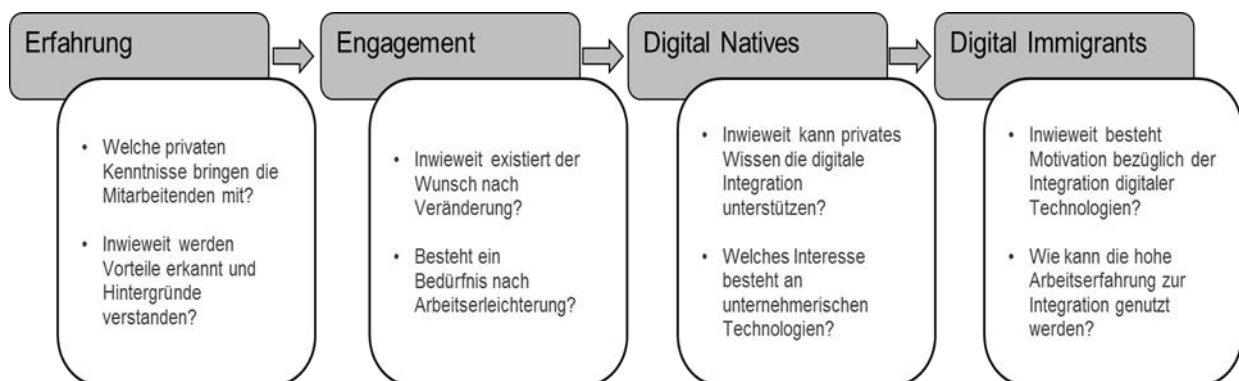 Erfahrung
• Welche privaten
Kenntnisse bringen die
Mitarbeitenden mit?
• Inwieweit werden
Vorteile erkannt und
Hintergründe
verstanden?
Engagement
• Inwieweit existiert der
Wunsch nach
Veränderung?
• Besteht ein
Bedürfnis nach
Arbeitserleichterung?
Digital Natives
• Inwieweit kann privates
Wissen die digitale
Integration
unterstützen?
• Welches Interesse
besteht an
unternehmerischen
Technologien?
Digital Immigrants
• Inwieweit besteht
Motivation bezüglich der
Integration digitaler
Technologien?
• Wie kann die hohe
Arbeitserfahrung zur
Integration genutzt
werden?